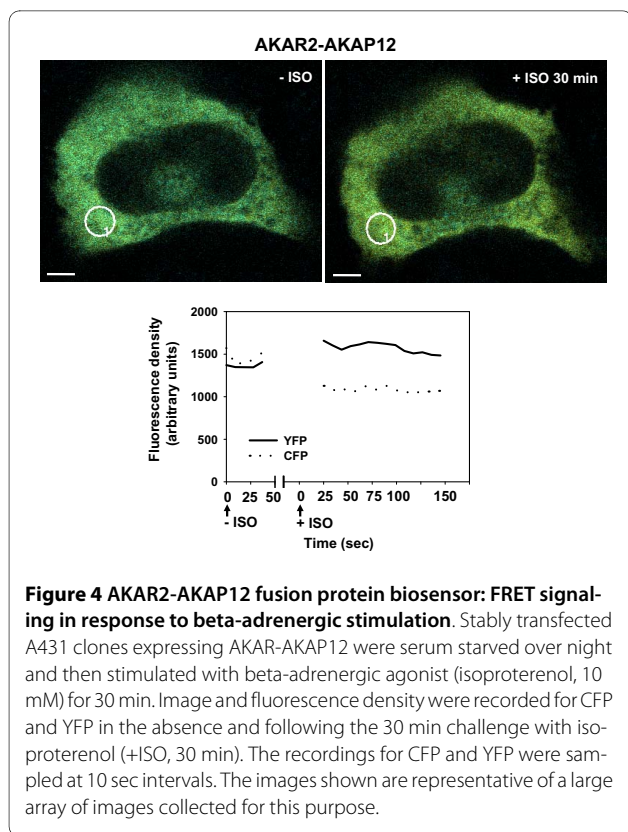 AKAR2-AKAP12
- ISO
+ ISO 30 min
1
1
2000
1500
1000
500
0
Fluorescence density
(arbitrary units)
YFP
CFP
0 25 50 0 25 50 75 100 150
- ISO + ISO
Time (sec)
Figure 4 AKAR2-AKAP12 fusion protein biosensor: FRET signal-
ing in response to beta-adrenergic stimulation. Stably transfected
A431 clones expressing AKAR-AKAP12 were serum starved over night
and then stimulated with beta-adrenergic agonist (isoproterenol, 10
mM) for 30 min. Image and fluorescence density were recorded for CFP
and YFP in the absence and following the 30 min challenge with iso-
proterenol (+ISO, 30 min). The recordings for CFP and YFP were sam-
pled at 10 sec intervals. The images shown are representative of a large
array of images collected for this purpose.